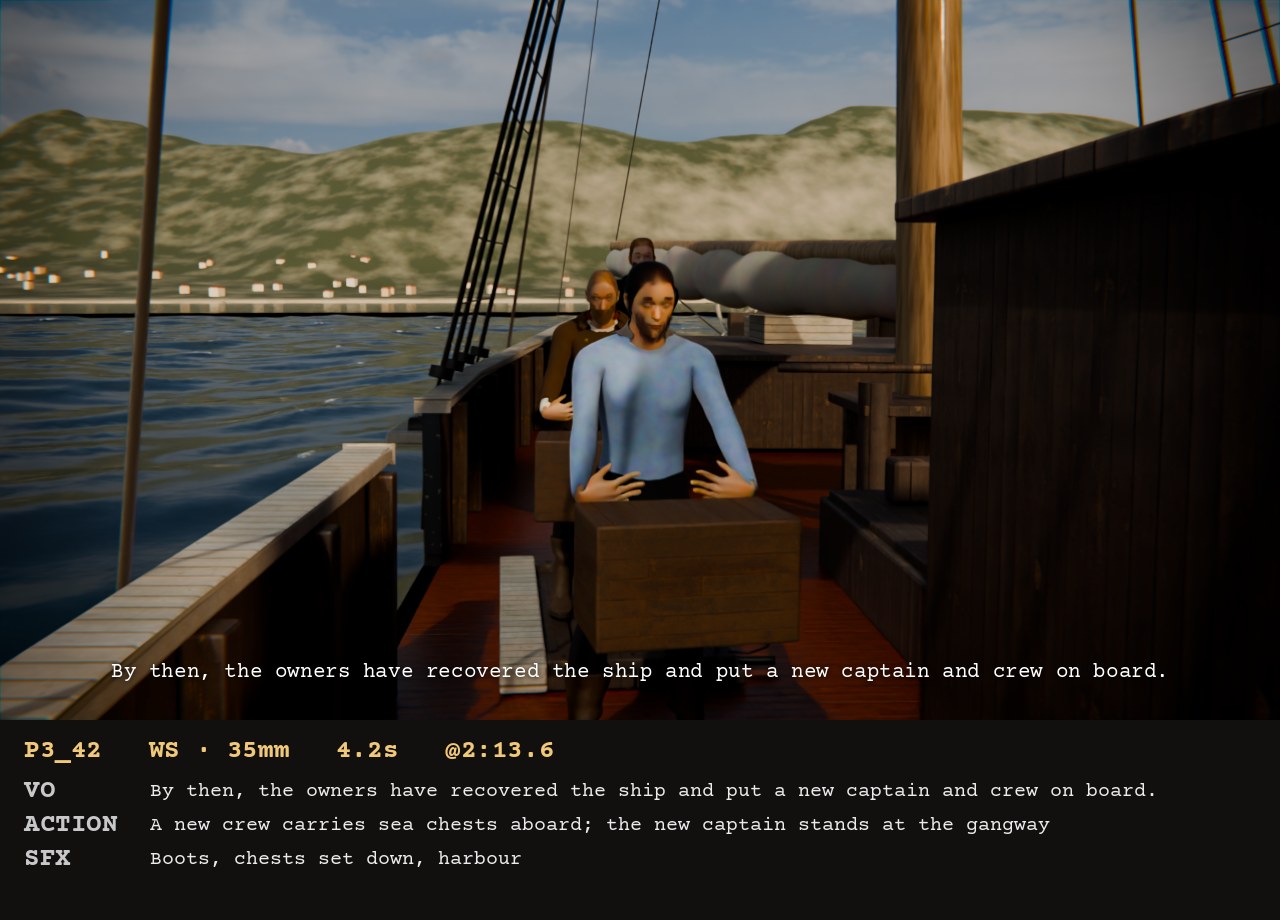 By then, the owners have recovered the ship and put a new captain and crew on board.
P3_42 WS · 35mm 4.2s @2:13.6
VO By then, the owners have recovered the ship and put a new captain and crew on board.
ACTION A new crew carries sea chests aboard; the new captain stands at the gangway
SFX Boots, chests set down, harbour